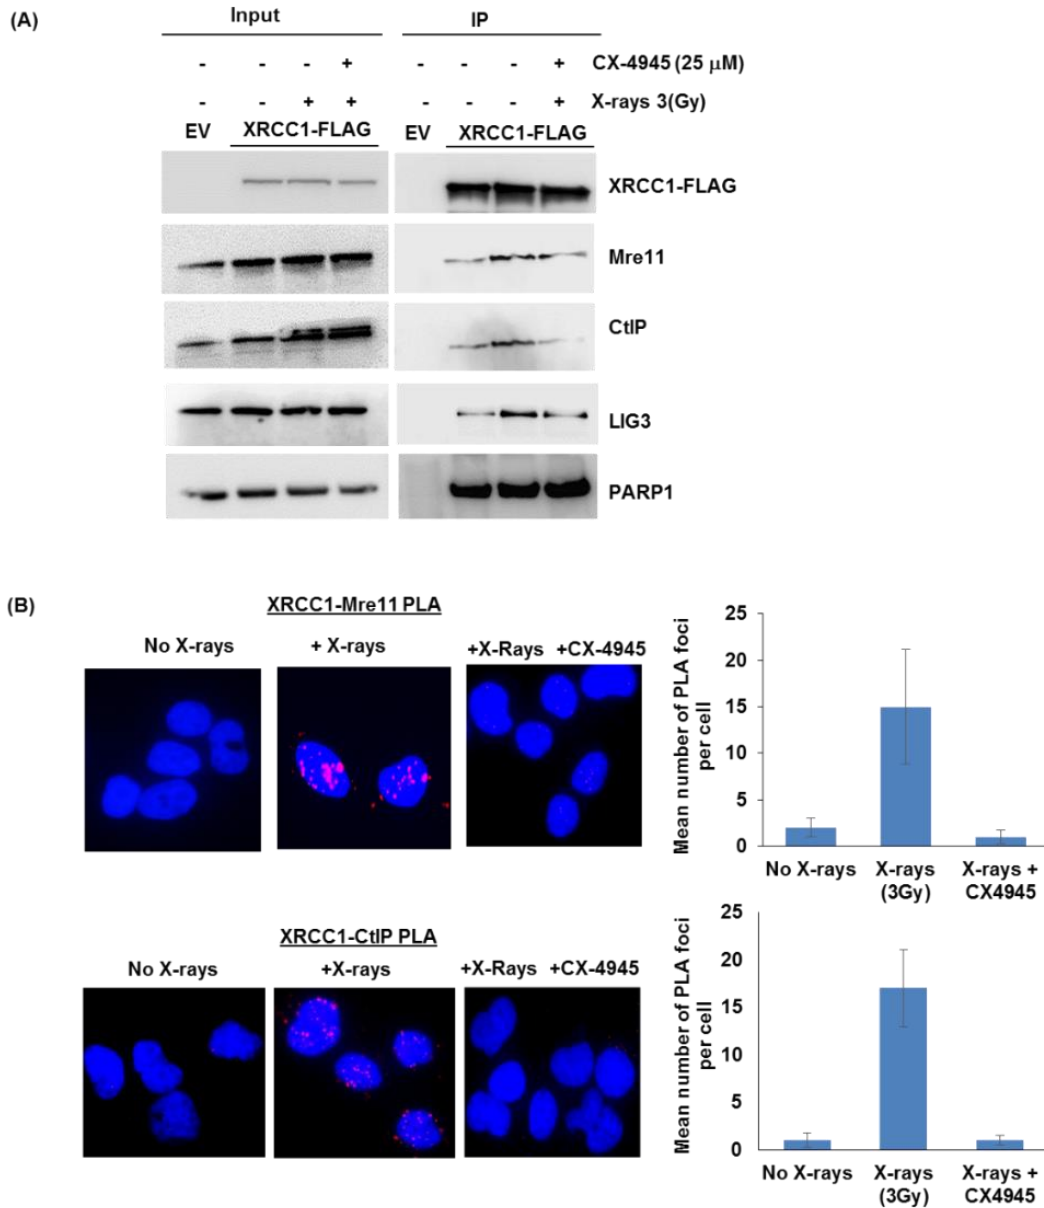 (A)
Input IP
- - - + - - - + CX-4945 (25 μM)
- - + + - - - + X-rays 3(Gy)
EV XRCC1-FLAG EV XRCC1-FLAG
XRCC1-FLAG
Mre11
CtIP
LIG3
PARP1
(B)
XRCC1-Mre11 PLA
No X-rays + X-rays +X-Rays +CX-4945
Mean number of PLA foci
per cell
25
20
15
10
5
0
No X-rays X-rays (3Gy) X-rays + CX4945
XRCC1-CtIP PLA
No X-rays +X-rays +X-Rays +CX-4945
Mean number of PLA foci
per cell
25
20
15
10
5
0
No X-rays X-rays (3Gy) X-rays + CX4945